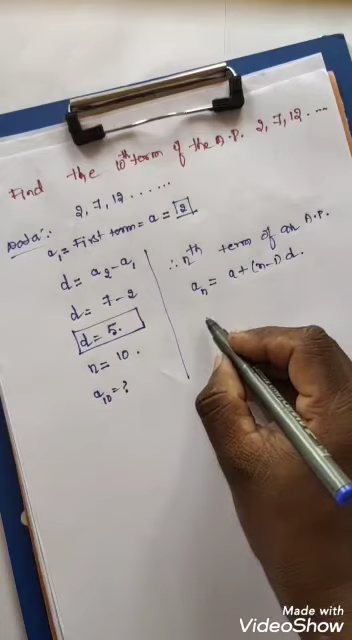 Find the 10th term of the A.P. 2, 7, 12 ....
2, 7, 12 ......
Data:
a₁ = First term = a = 2
d = a₂ - a₁
d = 7 - 2
d = 5.
n = 10.
a₁₀ = ?
∴ nth term of an A.P.
aₙ = a + (n-1) d.
Made with
VideoShow